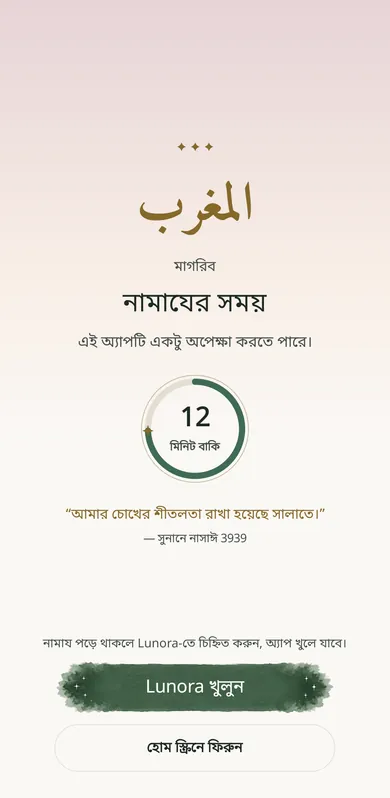 المغرب
মাগরিব
নামাযের সময়
এই অ্যাপটি একটু অপেক্ষা করতে পারে।
12
মিনিট বাকি
“আমার চোখের শীতলতা রাখা হয়েছে সালাতে।”
— সুনানে নাসাঈ 3939
নামায পড়ে থাকলে Lunora-তে চিহ্নিত করুন, অ্যাপ খুলে যাবে।
Lunora খুলুন
হোম স্ক্রিনে ফিরুন